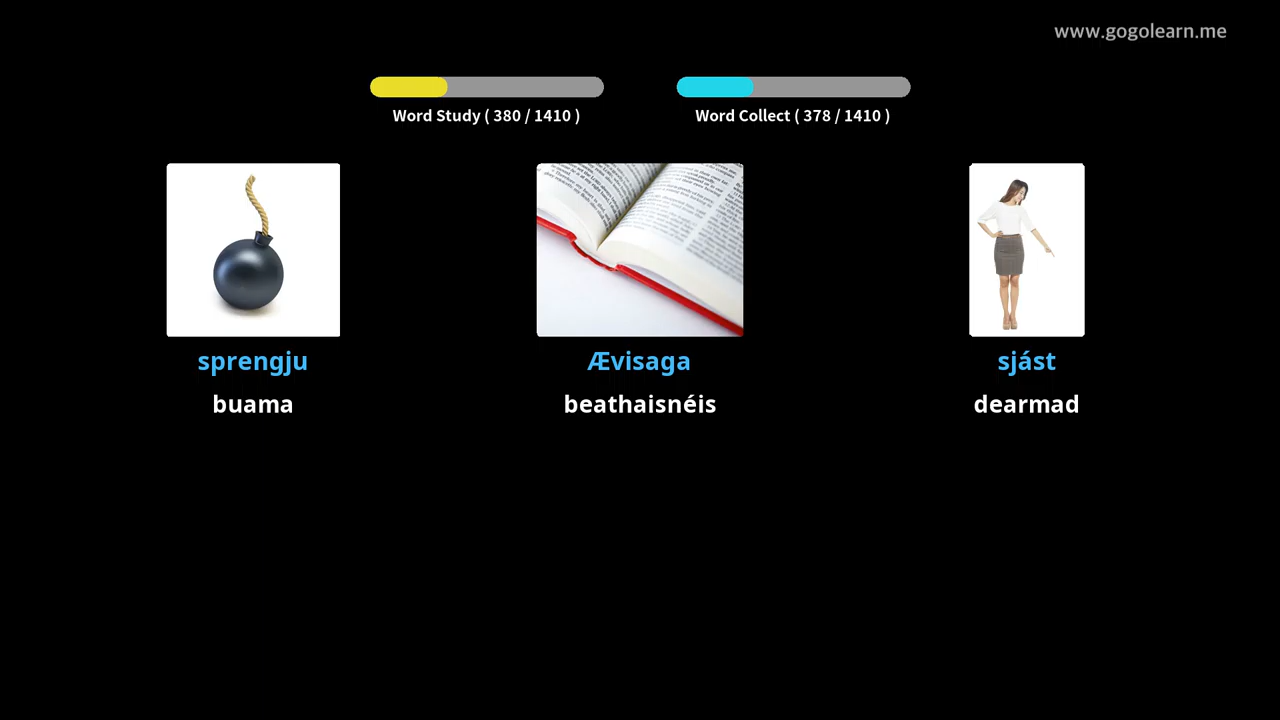 www.gogolearn.me
Word Study ( 380 / 1410 )
Word Collect ( 378 / 1410 )
sprengju
Ævisaga
sjást
buama
beathaisnéis
dearmad